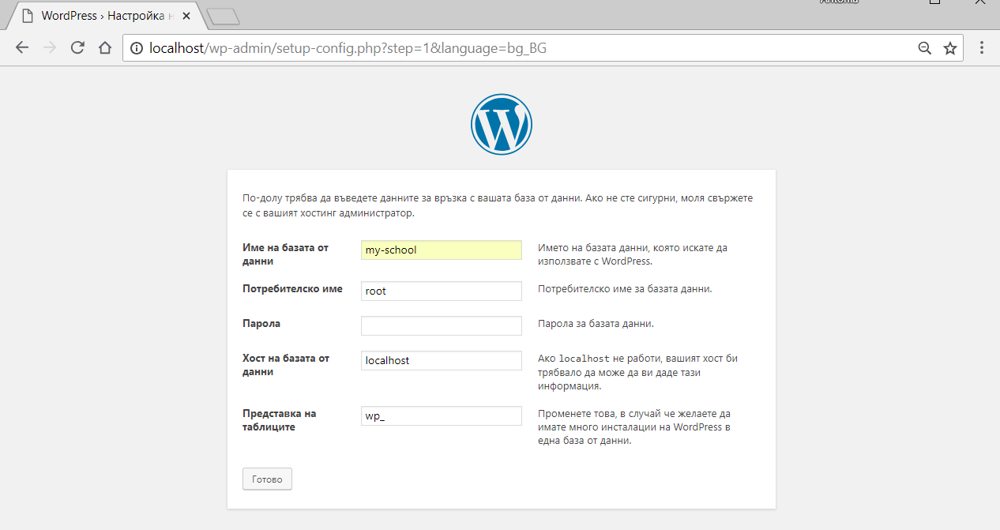 WordPress › Настройка н
Antonia
localhost/wp-admin/setup-config.php?step=1&language=bg_BG
По-долу трябва да въведете данните за връзка с вашата база от данни. Ако не сте сигурни, моля свържете
се с вашият хостинг администратор.
Име на базата от
данни
my-school
Името на базата данни, която искате да
използвате с WordPress.
Потребителско име
root
Потребителско име за базата данни.
Парола
Парола за базата данни.
Хост на базата от
данни
localhost
Ако localhost не работи, вашият хост би
трябвало да може да ви даде тази
информация.
Представка на
таблиците
wp_
Променете това, в случай че желаете да
имате много инсталации на WordPress в
една база от данни.
Готово